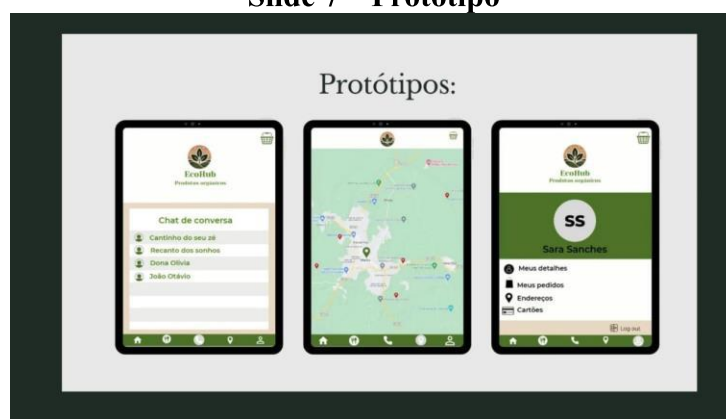 Slide 7 – Protótipo
Protótipos:
EcoHub
Produtos orgânicos
Chat de conversa
Cantinho do seu zé
Recanto dos sonhos
Dona Olivia
João Otávio
EcoHub
Produtos orgânicos
SS
Sara Sanches
Meus detalhes
Meus pedidos
Endereços
Cartões
Log out